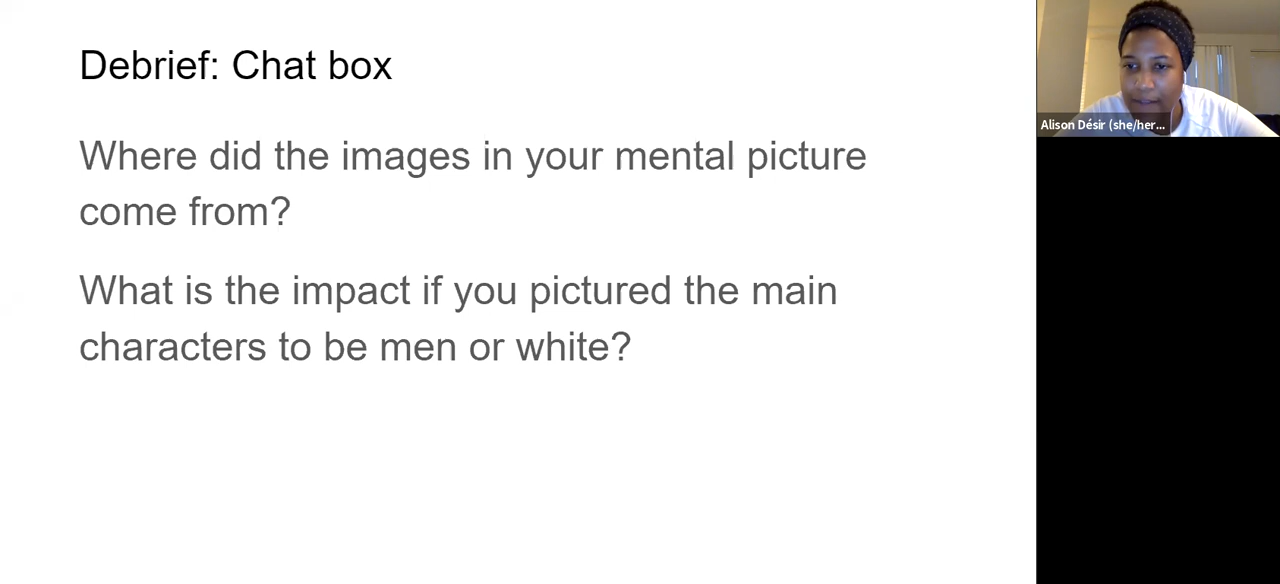 Debrief: Chat box
Where did the images in your mental picture
come from?
What is the impact if you pictured the main
characters to be men or white?
Alison Désir (she/her...